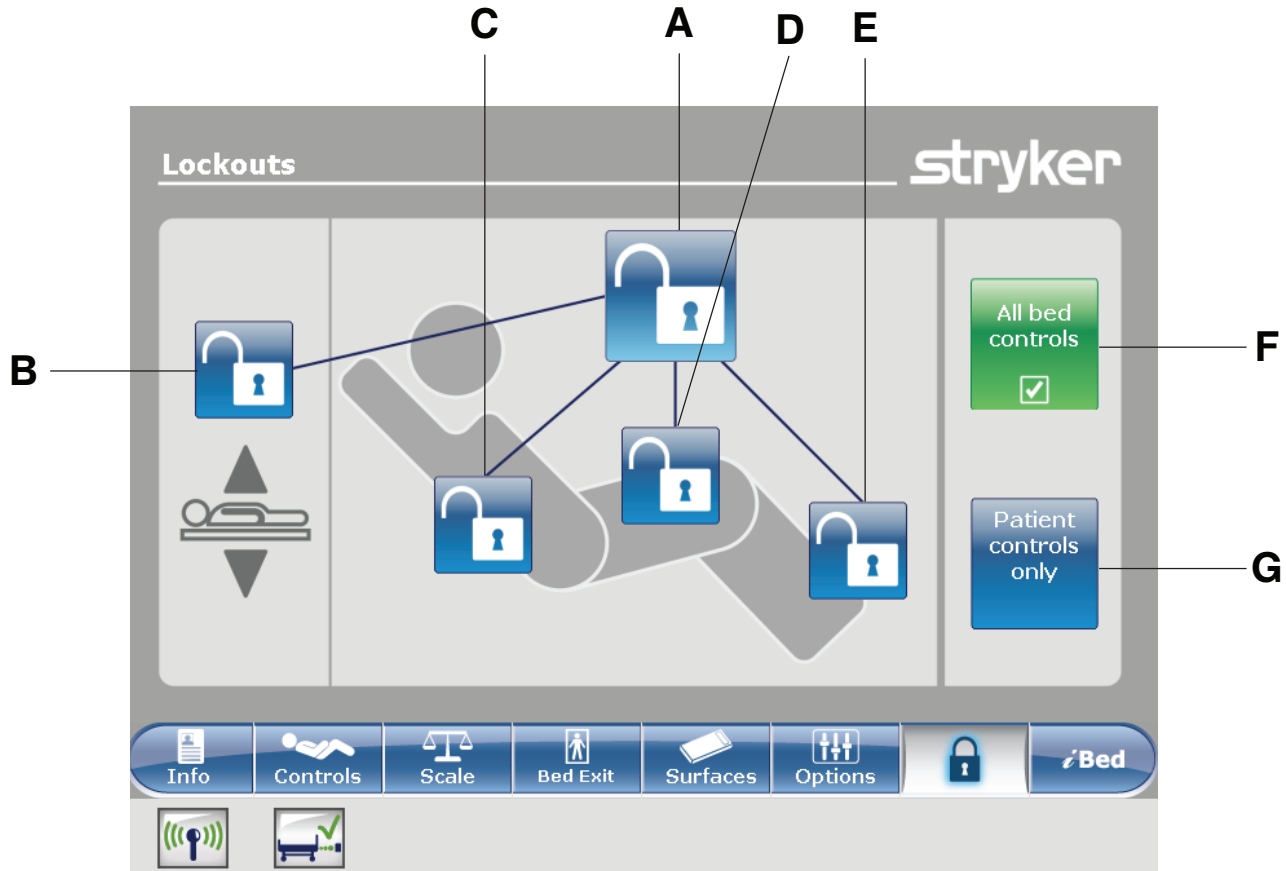 C
A
D
E
Lockouts
stryker
B
All bed
controls
F
Patient
controls
only
G
Info
Controls
Scale
Bed Exit
Surfaces
Options
iBed